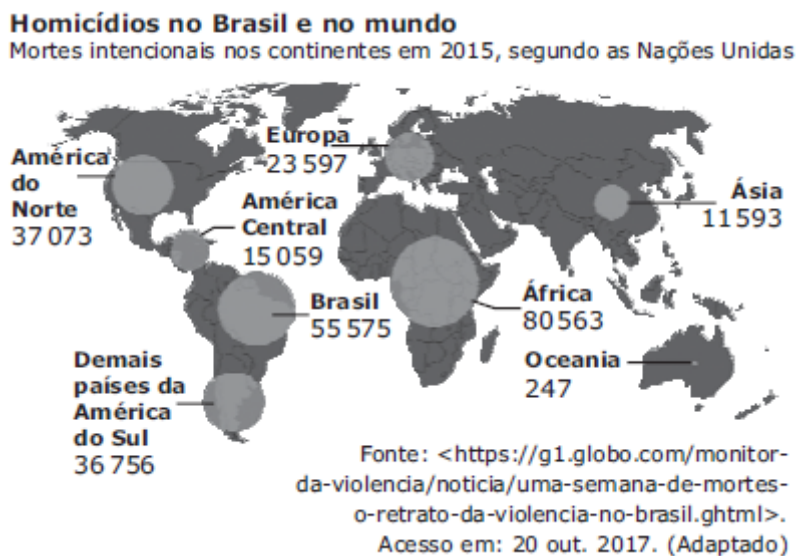 Homicídios no Brasil e no mundo
Mortes intencionais nos continentes em 2015, segundo as Nações Unidas
América
do
Norte
37 073
Europa
23 597
América
Central
15 059
Ásia
11 593
Brasil
55 575
África
80 563
Demais
países da
América
do Sul
36 756
Oceania
247
Fonte: <https://g1.globo.com/monitor-
da-violencia/noticia/uma-semana-de-mortes-
o-retrato-da-violencia-no-brasil.ghtml>.
Acesso em: 20 out. 2017. (Adaptado)